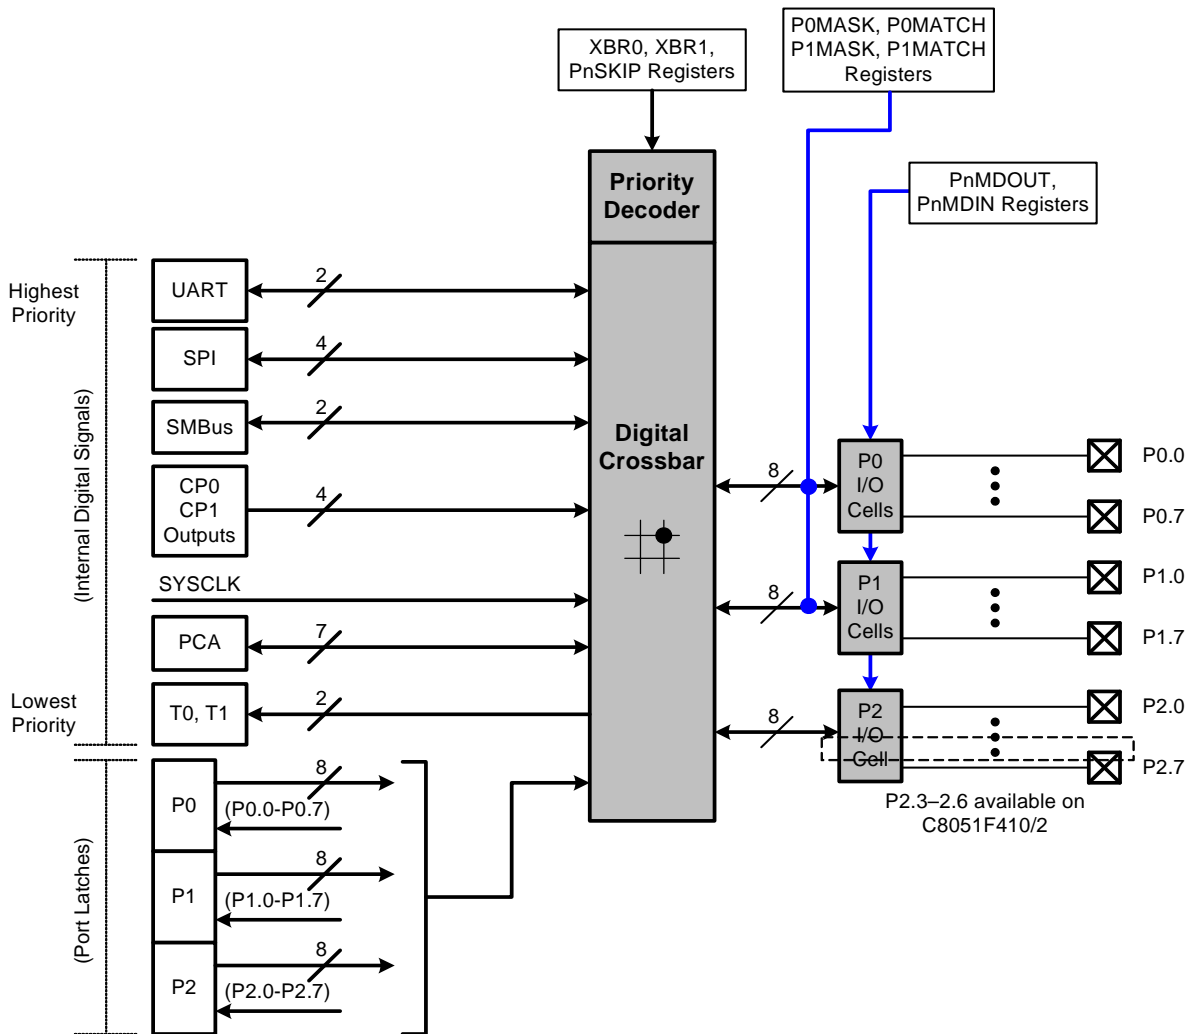 XBR0, XBR1,
PnSKIP Registers
P0MASK, P0MATCH
P1MASK, P1MATCH
Registers
PnMDOUT,
PnMDIN Registers
Priority
Decoder
Digital
Crossbar
Highest
Priority
(Internal Digital Signals)
Lowest
Priority
UART
2
SPI
4
SMBus
2
CP0
CP1
Outputs
4
SYSCLK
PCA
7
T0, T1
2
(Port Latches)
P0
8
(P0.0-P0.7)
P1
8
(P1.0-P1.7)
P2
8
(P2.0-P2.7)
8
P0
I/O
Cells
P0.0
P0.7
8
P1
I/O
Cells
P1.0
P1.7
8
P2
I/O
Cell
P2.0
P2.7
P2.3–2.6 available on
C8051F410/2